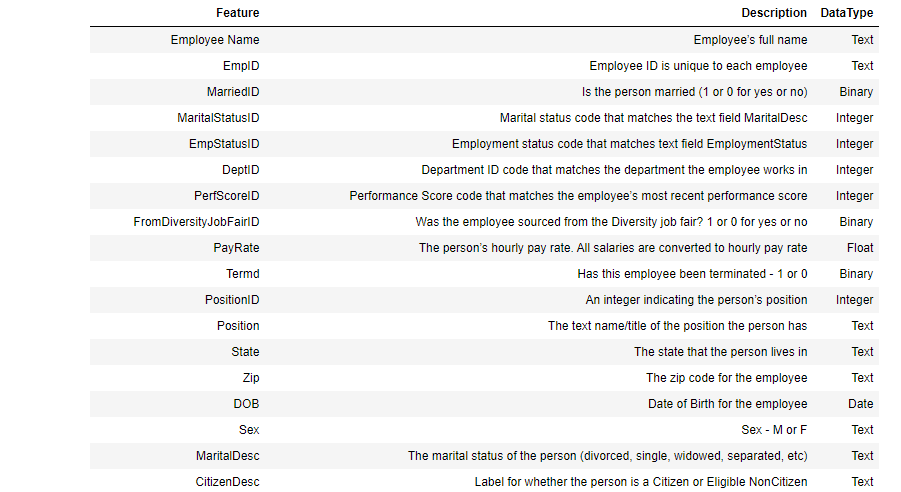 Feature Description DataType
Employee Name Employee's full name Text
EmpID Employee ID is unique to each employee Text
MarriedID Is the person married (1 or 0 for yes or no) Binary
MaritalStatusID Marital status code that matches the text field MaritalDesc Integer
EmpStatusID Employment status code that matches text field EmploymentStatus Integer
DeptID Department ID code that matches the department the employee works in Integer
PerfScoreID Performance Score code that matches the employee's most recent performance score Integer
FromDiversityJobFairID Was the employee sourced from the Diversity job fair? 1 or 0 for yes or no Binary
PayRate The person's hourly pay rate. All salaries are converted to hourly pay rate Float
Termd Has this employee been terminated - 1 or 0 Binary
PositionID An integer indicating the person's position Integer
Position The text name/title of the position the person has Text
State The state that the person lives in Text
Zip The zip code for the employee Text
DOB Date of Birth for the employee Date
Sex Sex - M or F Text
MaritalDesc The marital status of the person (divorced, single, widowed, separated, etc) Text
CitizenDesc Label for whether the person is a Citizen or Eligible NonCitizen Text